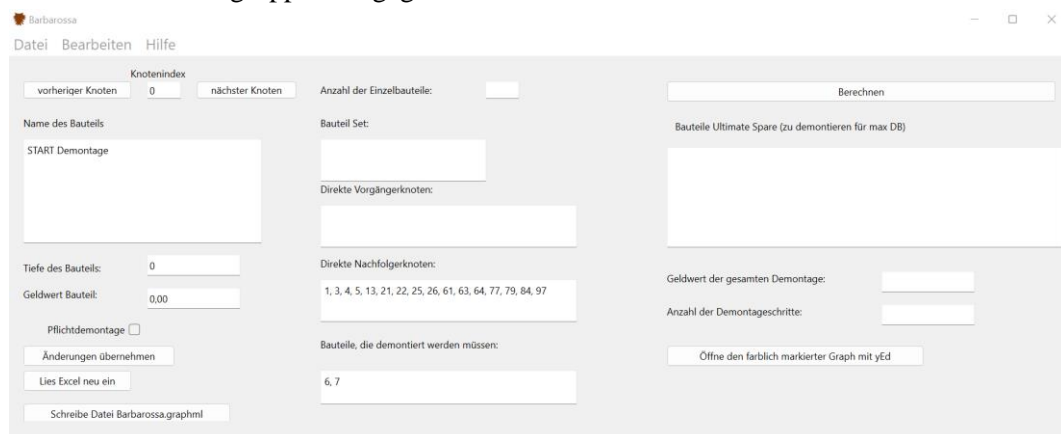 Barbarossa
Datei Bearbeiten Hilfe
Knotenindex
vorheriger Knoten 0 nächster Knoten
Name des Bauteils
START Demontage
Tiefe des Bauteils: 0
Geldwert Bauteil: 0,00
Pflichtdemontage
Änderungen übernehmen
Lies Excel neu ein
Schreibe Datei Barbarossa.graphml
Anzahl der Einzelbauteile:
Bauteil Set:
Direkte Vorgängerknoten:
Direkte Nachfolgerknoten:
1, 3, 4, 5, 13, 21, 22, 25, 26, 61, 63, 64, 77, 79, 84, 97
Bauteile, die demontiert werden müssen:
6, 7
Berechnen
Bauteile Ultimate Spare (zu demontieren für max DB)
Geldwert der gesamten Demontage:
Anzahl der Demontageschritte:
Öffne den farblich markierter Graph mit yEd